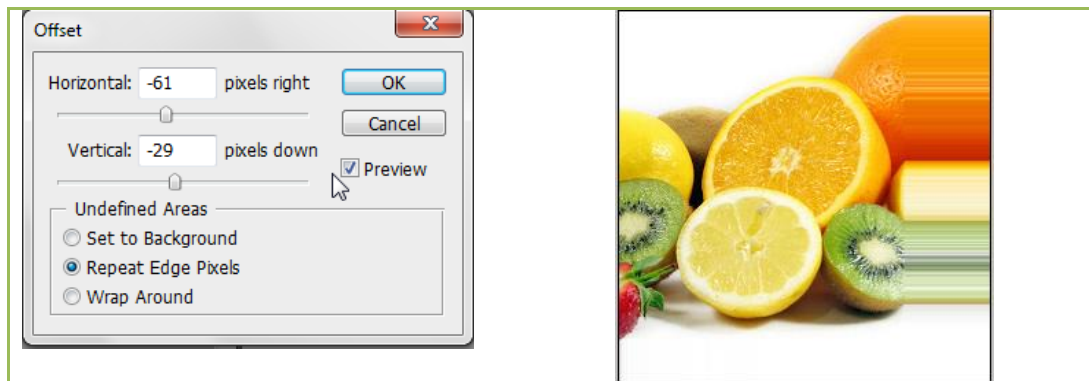 Offset
Horizontal: -61 pixels right
OK
Cancel
Vertical: -29 pixels down
Preview
Undefined Areas
Set to Background
Repeat Edge Pixels
Wrap Around